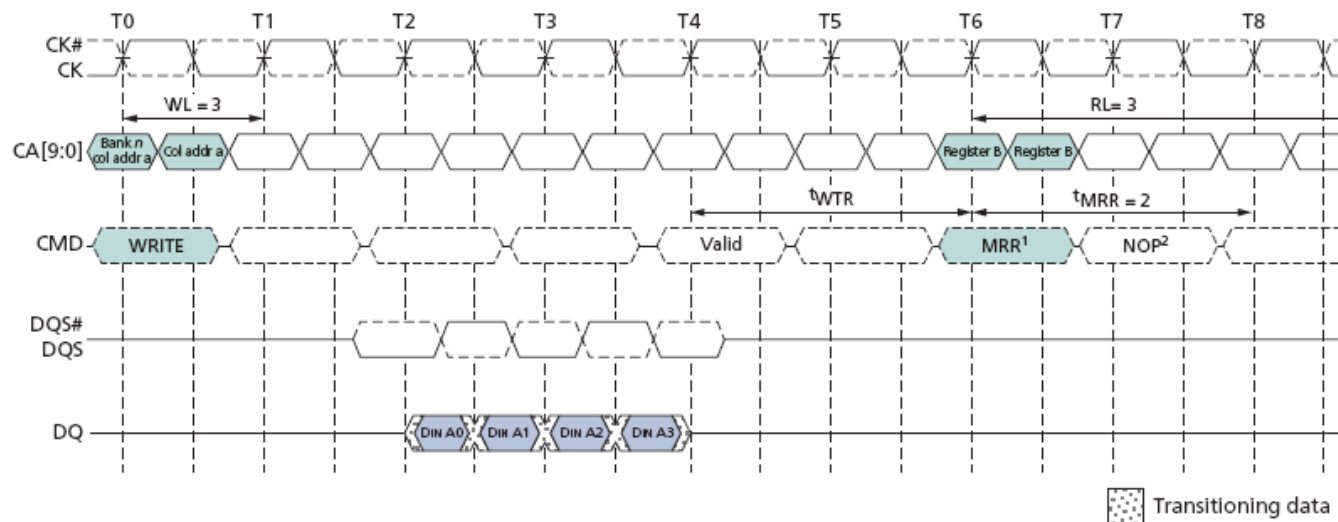 T0 T1 T2 T3 T4 T5 T6 T7 T8
CK#
CK
WL = 3
RL= 3
CA[9:0]
Bank n
col addr a
Col addr a
Register B
Register B
tWTR
tMRR = 2
CMD
WRITE
Valid
MRR1
NOP2
DQS#
DQS
DQ
DIN A0
DIN A1
DIN A2
DIN A3
Transitioning data